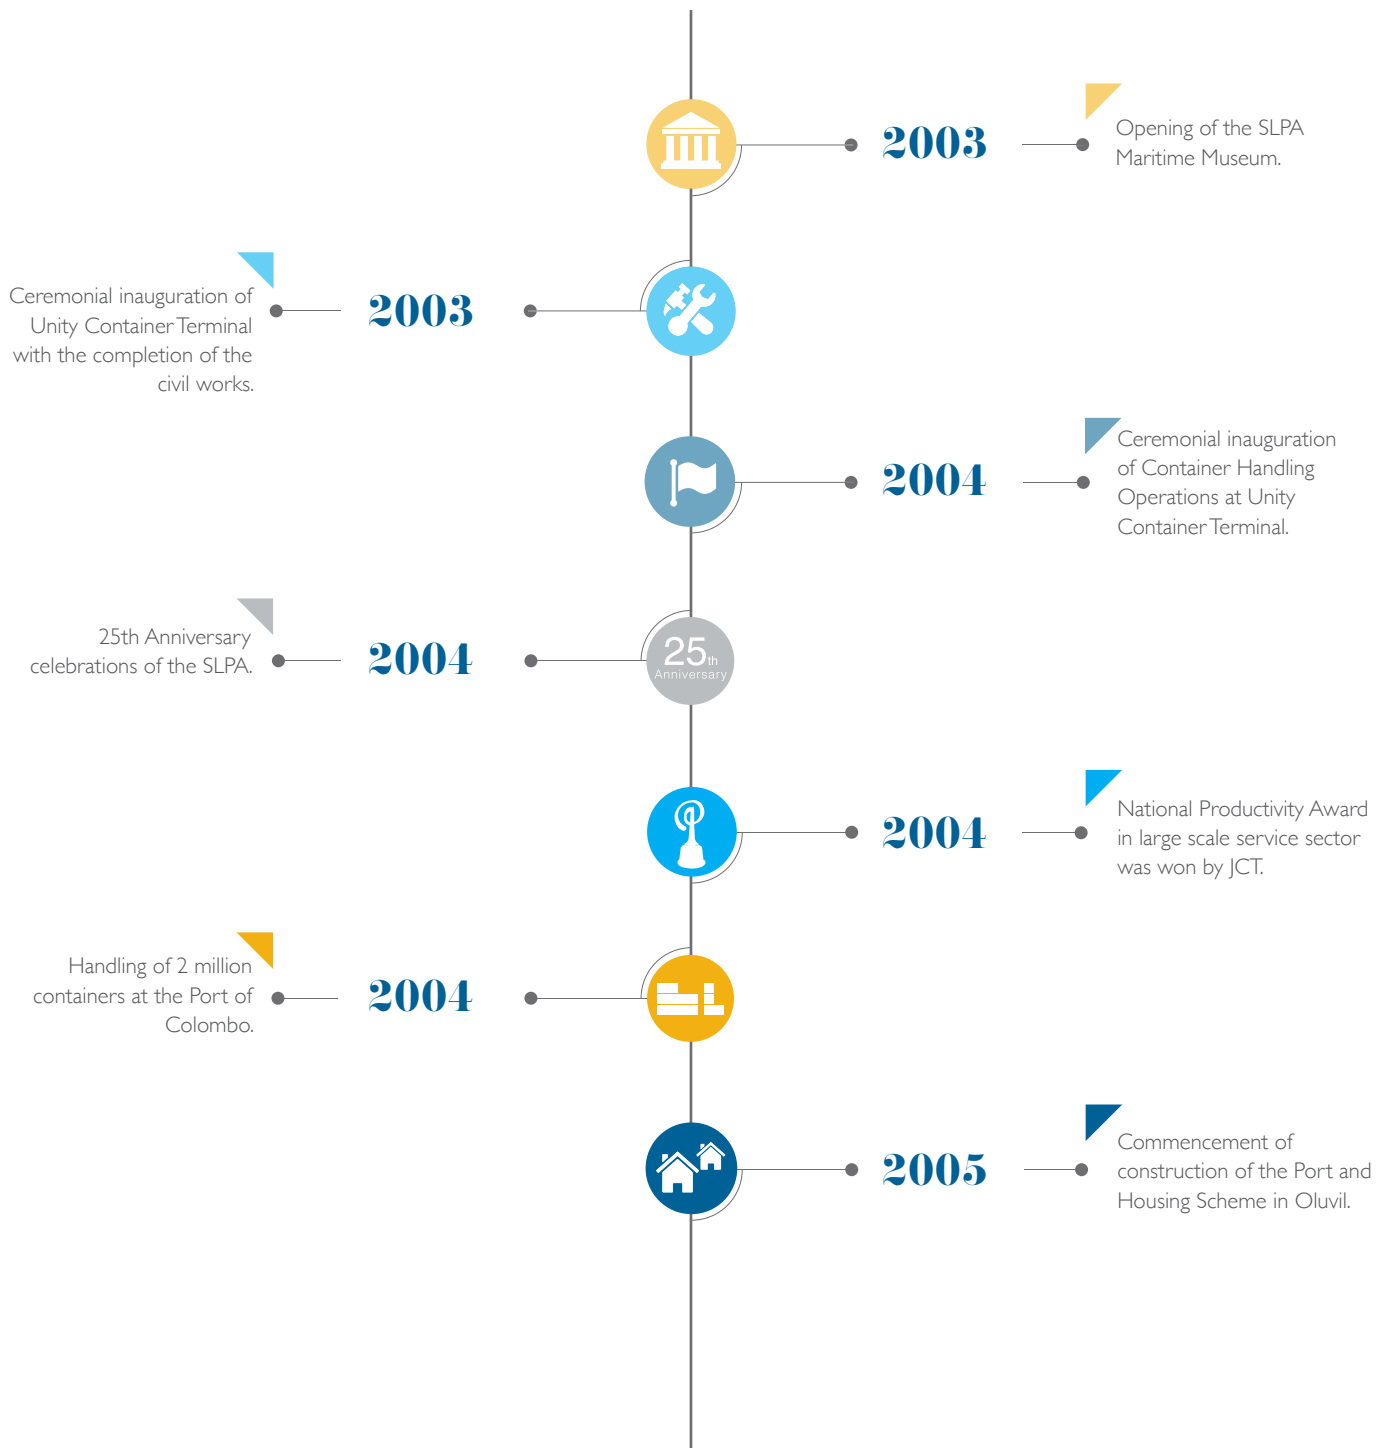 2003
Opening of the SLPA
Maritime Museum.
Ceremonial inauguration of
Unity Container Terminal
with the completion of the
civil works.
2003
2004
Ceremonial inauguration
of Container Handling
Operations at Unity
Container Terminal.
25th Anniversary
celebrations of the SLPA.
2004
25th
Anniversary
2004
National Productivity Award
in large scale service sector
was won by JCT.
Handling of 2 million
containers at the Port of
Colombo.
2004
2005
Commencement of
construction of the Port and
Housing Scheme in Oluvil.